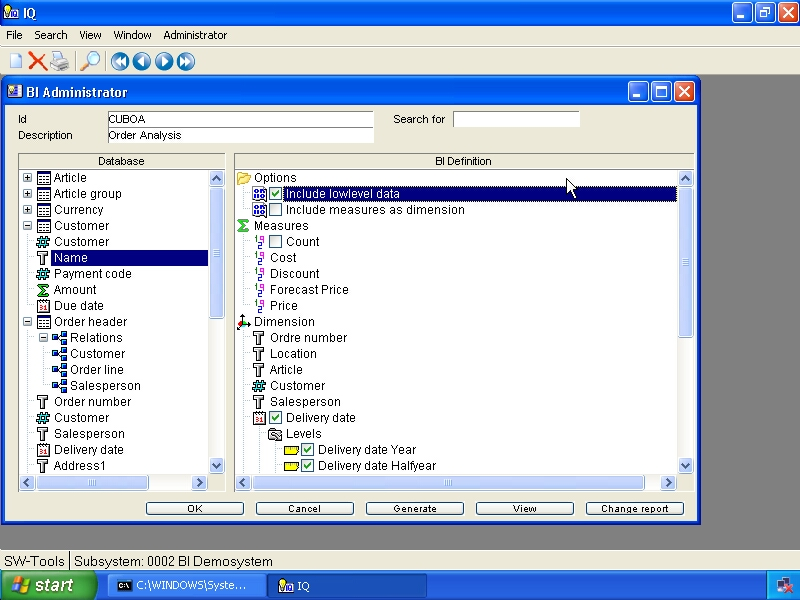 IQ
File Search View Window Administrator
BI Administrator
Id CUBOA Search for
Description Order Analysis
Database BI Definition
Article
Article group
Currency
Customer
Customer
Name
Payment code
Amount
Due date
Order header
Relations
Customer
Order line
Salesperson
Order number
Customer
Salesperson
Delivery date
Address1
Options
Include lowlevel data
Include measures as dimension
Measures
Count
Cost
Discount
Forecast Price
Price
Dimension
Ordre number
Location
Article
Customer
Salesperson
Delivery date
Levels
Delivery date Year
Delivery date Halfyear
OK Cancel Generate View Change report
SW-Tools Subsystem: 0002 BI Demosystem
start C:\WINDOWS\Syste... IQ